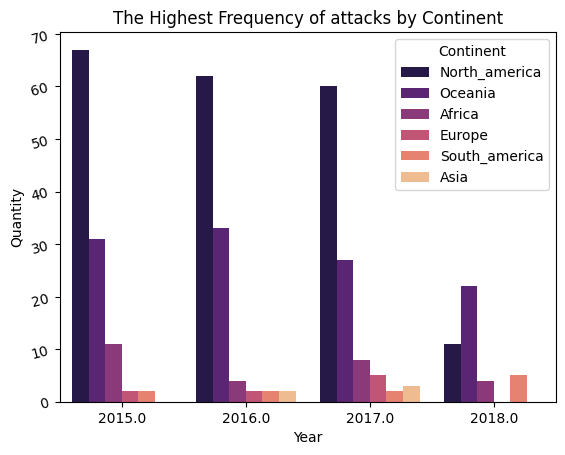 The Highest Frequency of attacks by Continent
70
60
50
40
30
20
10
0
Quantity
Continent
North_america
Oceania
Africa
Europe
South_america
Asia
2015.0 2016.0 2017.0 2018.0
Year